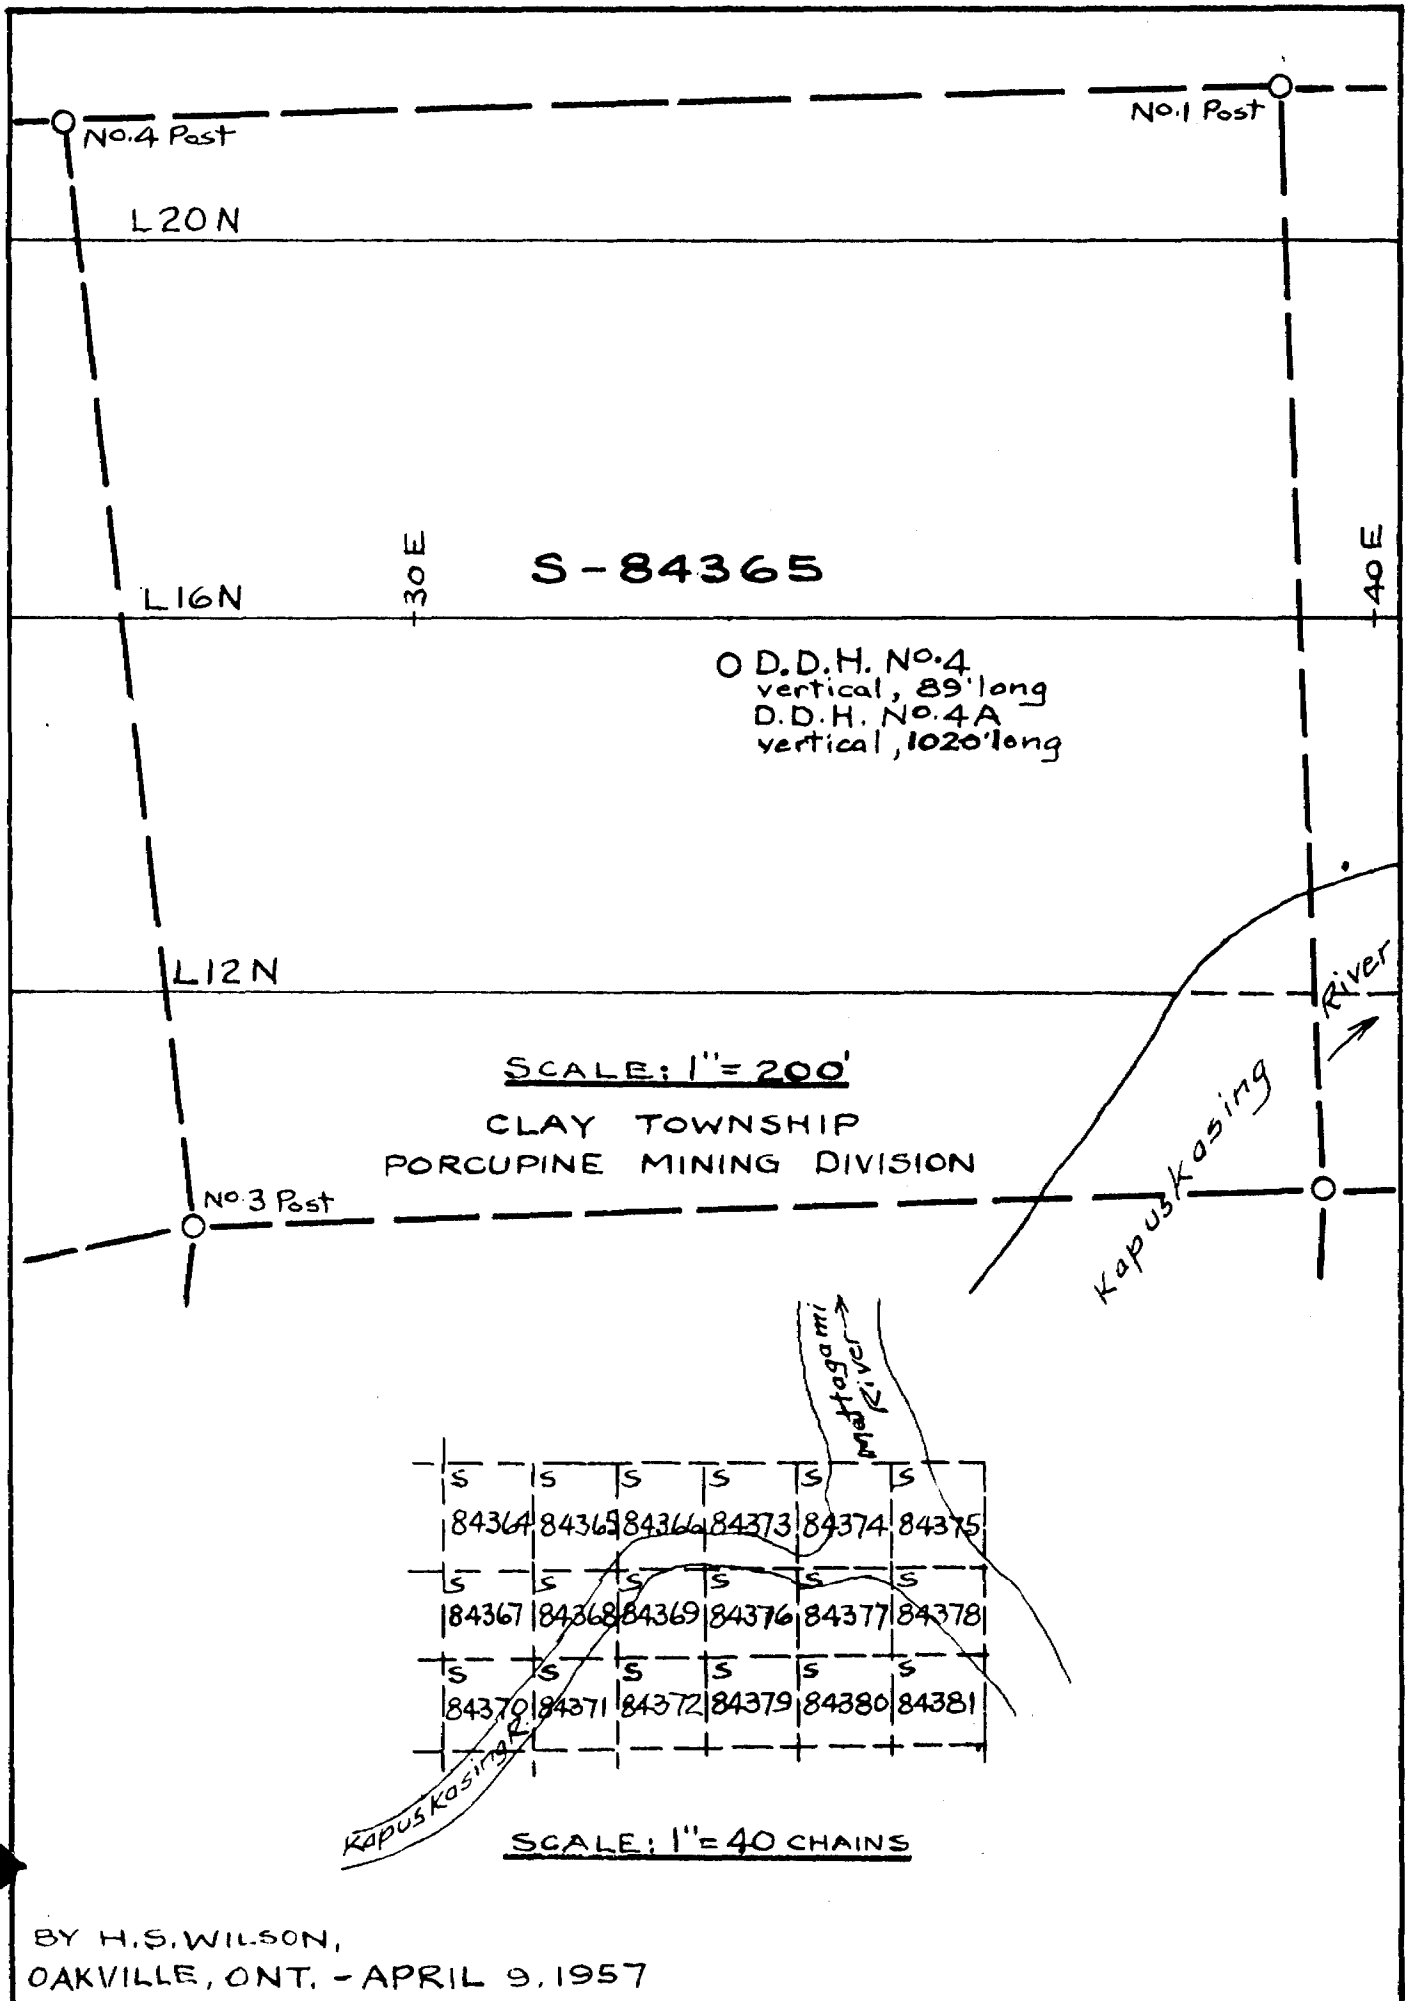 No.1 Post
No.4 Post
L20N
30E
40E
S-84365
L16N
D.D.H. No.4
vertical, 89' long
D.D.H. No.4A
vertical, 1020' long
L12N
Kapuskasing River
SCALE: 1"=200'
CLAY TOWNSHIP
PORCUPINE MINING DIVISION
No.3 Post
Mattagami
River
S S S S S S
84364 84365 84366 84373 84374 84375
S S S S S S
84367 84368 84369 84376 84377 84378
S S S S S S
84370 84371 84372 84379 84380 84381
Kapuskasing R.
SCALE: 1"=40 CHAINS
BY H.S. WILSON,
OAKVILLE, ONT. - APRIL 9, 1957